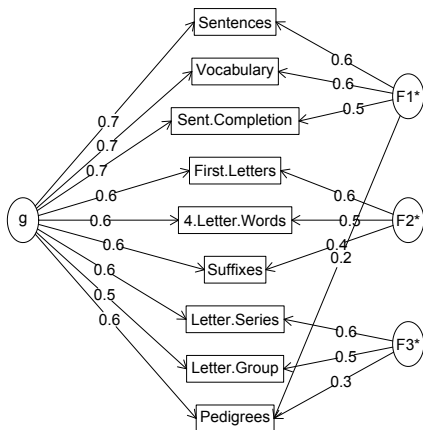 Sentences
Vocabulary
Sent.Completion
First.Letters
4.Letter.Words
Suffixes
Letter.Series
Letter.Group
Pedigrees
g
0.7
0.7
0.7
0.6
0.6
0.6
0.6
0.5
0.6
F1*
0.6
0.6
0.5
0.2
F2*
0.6
0.5
0.4
F3*
0.6
0.5
0.3